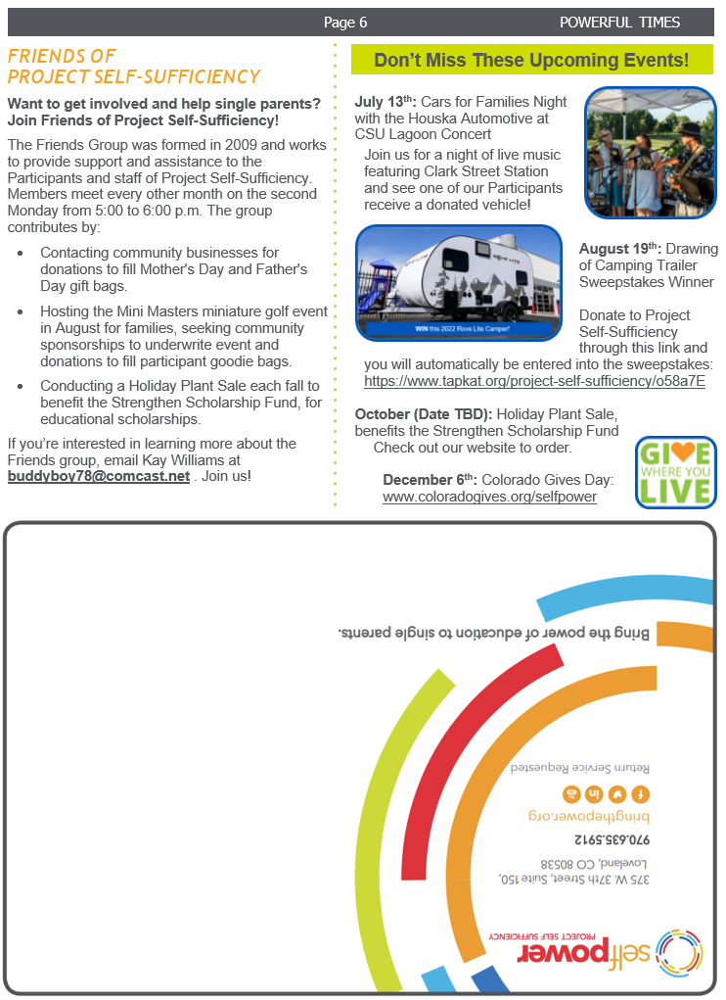 Page 6
POWERFUL TIMES
FRIENDS OF
PROJECT SELF-SUFFICIENCY
Want to get involved and help single parents?
Join Friends of Project Self-Sufficiency!
The Friends Group was formed in 2009 and works
to provide support and assistance to the
Participants and staff of Project Self-Sufficiency.
Members meet every other month on the second
Monday from 5:00 to 6:00 p.m. The group
contributes by:
• Contacting community businesses for
donations to fill Mother's Day and Father's
Day gift bags.
• Hosting the Mini Masters miniature golf event
in August for families, seeking community
sponsorships to underwrite event and
donations to fill participant goodie bags.
• Conducting a Holiday Plant Sale each fall to
benefit the Strengthen Scholarship Fund, for
educational scholarships.
If you’re interested in learning more about the
Friends group, email Kay Williams at
buddyboy78@comcast.net . Join us!
Don’t Miss These Upcoming Events!
July 13th: Cars for Families Night
with the Houska Automotive at
CSU Lagoon Concert
Join us for a night of live music
featuring Clark Street Station
and see one of our Participants
receive a donated vehicle!
ROVE LITE
WIN this 2022 Rove Lite Camper!
August 19th: Drawing
of Camping Trailer
Sweepstakes Winner
Donate to Project
Self-Sufficiency
through this link and
you will automatically be entered into the sweepstakes:
https://www.tapkat.org/project-self-sufficiency/o58a7E
October (Date TBD): Holiday Plant Sale,
benefits the Strengthen Scholarship Fund
Check out our website to order.
December 6th: Colorado Gives Day:
www.coloradogives.org/selfpower
GIVE
WHERE YOU
LIVE
selfpower
PROJECT SELF SUFFICIENCY
375 W. 37th Street, Suite 150,
Loveland, CO 80538
970.635.5912
bringthepower.org
Return Service Requested
Bring the power of education to single parents.